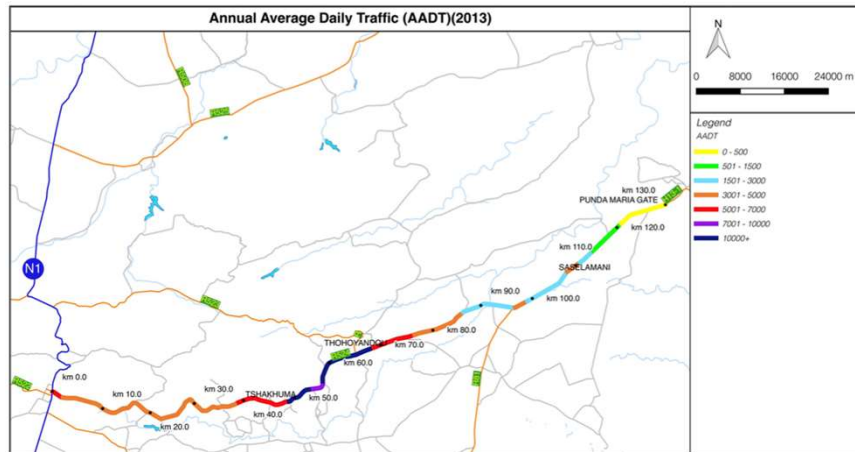 Annual Average Daily Traffic (AADT)(2013)
N
0 8000 16000 24000 m
Legend
AADT
0 - 500
501 - 1500
1501 - 3000
3001 - 5000
5001 - 7000
7001 - 10000
10000+
km 130.0
PUNDA MARIA GATE
km 120.0
km 110.0
SASELAMANI
N1
km 90.0
km 100.0
km 80.0
THOHOYANDOU
km 70.0
km 60.0
km 0.0
km 10.0
km 30.0
TSHAKHUMA
km 50.0
km 40.0
km 20.0